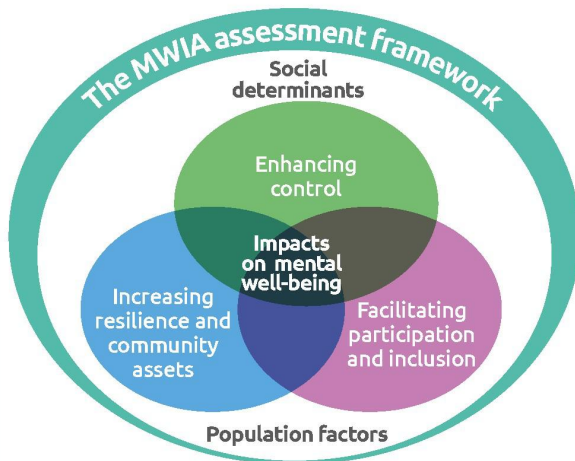 The MWIA assessment framework
Social
determinants
Enhancing
control
Impacts
on mental
well-being
Increasing
resilience and
community
assets
Facilitating
participation
and inclusion
Population factors